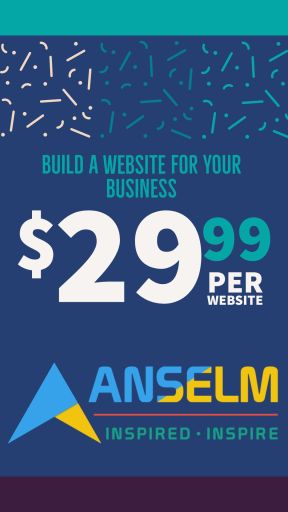 BUILD A WEBSITE FOR YOUR
BUSINESS
$2999
PER
WEBSITE
ANSELM
INSPIRED · INSPIRE